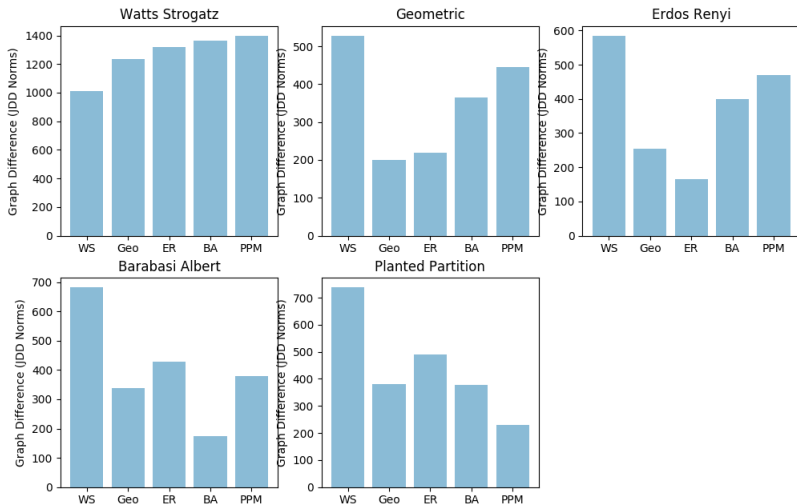 Watts Strogatz
Graph Difference (JDD Norms)
1400
1200
1000
800
600
400
200
0
WS Geo ER BA PPM
Geometric
Graph Difference (JDD Norms)
500
400
300
200
100
0
WS Geo ER BA PPM
Erdos Renyi
Graph Difference (JDD Norms)
600
500
400
300
200
100
0
WS Geo ER BA PPM
Barabasi Albert
Graph Difference (JDD Norms)
700
600
500
400
300
200
100
0
WS Geo ER BA PPM
Planted Partition
Graph Difference (JDD Norms)
700
600
500
400
300
200
100
0
WS Geo ER BA PPM